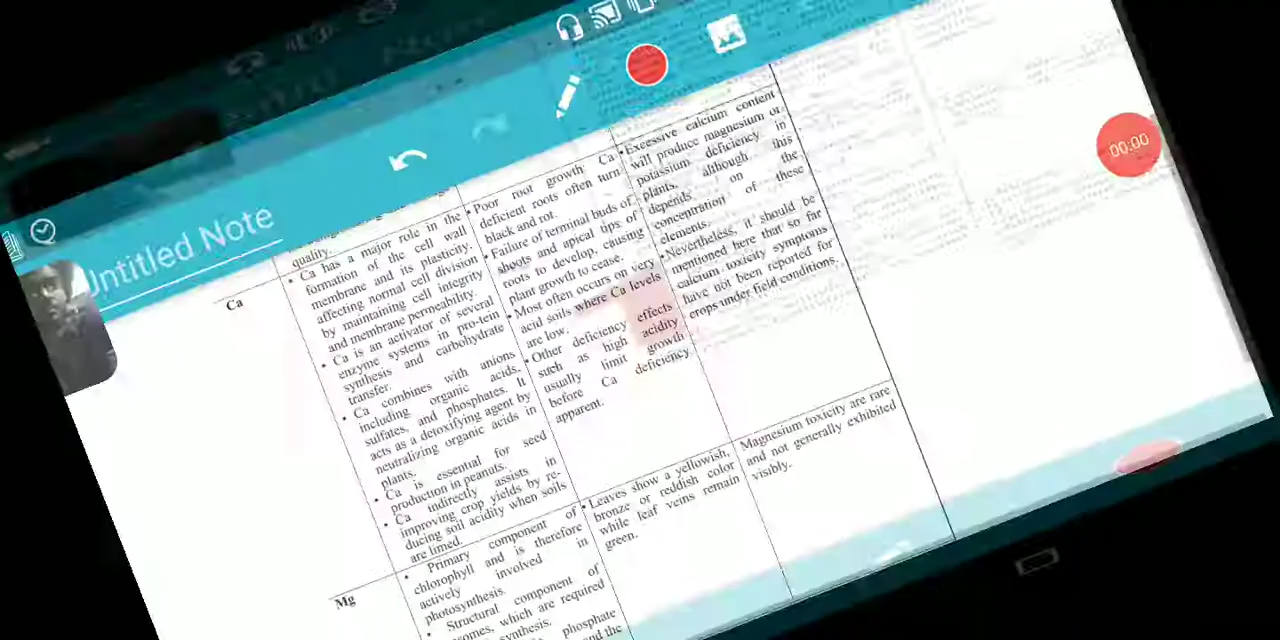 Untitled Note
00:00
quality.
Ca
• Ca has a major role in the
formation of the cell wall
membrane and its plasticity,
affecting normal cell division
by maintaining cell integrity
and membrane permeability.
• Ca is an activator of several
enzyme systems in pro-tein
synthesis and carbohydrate
transfer.
• Ca combines with anions
including organic acids,
sulfates, and phosphates. It
acts as a detoxifying agent by
neutralizing organic acids in
plants.
• Ca is essential for seed
production in peanuts.
• Ca indirectly assists in
improving crop yields by re-
ducing soil acidity when soils
are limed.
• Poor root growth: Ca
deficient roots often turn
black and rot.
• Failure of terminal buds of
shoots and apical tips of
roots to develop, causing
plant growth to cease.
• Most often occurs on very
acid soils where Ca levels
are low.
• Other deficiency effects
such as high acidity
usually limit growth
before Ca deficiency
apparent.
• Excessive calcium content
will produce magnesium or
potassium deficiency in
plants, although this
depends on the
concentration of these
elements.
• Nevertheless, it should be
mentioned here that so far
calcium toxicity symptoms
have not been reported for
crops under field conditions.
Mg
• Primary component of
chlorophyll and is therefore
actively involved in
photosynthesis.
• Structural component of
which are required
synthesis.
phosphate
and the
• Leaves show a yellowish,
bronze or reddish color
while leaf veins remain
green.
Magnesium toxicity are rare
and not generally exhibited
visibly.